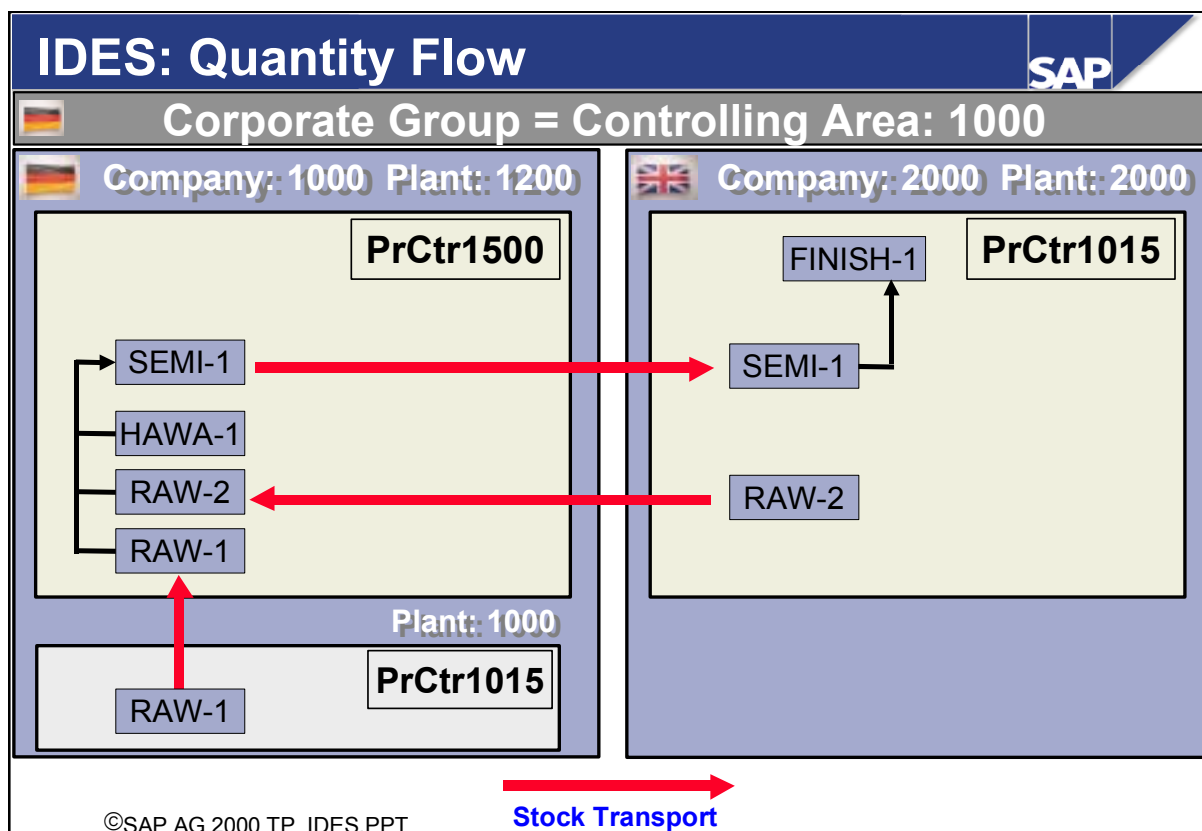 IDES: Quantity Flow
SAP
Corporate Group = Controlling Area: 1000
Company: 1000 Plant: 1200
PrCtr1500
SEMI-1
HAWA-1
RAW-2
RAW-1
Plant: 1000
PrCtr1015
RAW-1
Company: 2000 Plant: 2000
FINISH-1
PrCtr1015
SEMI-1
RAW-2
Stock Transport
©SAP AG 2000 TP_IDES.PPT